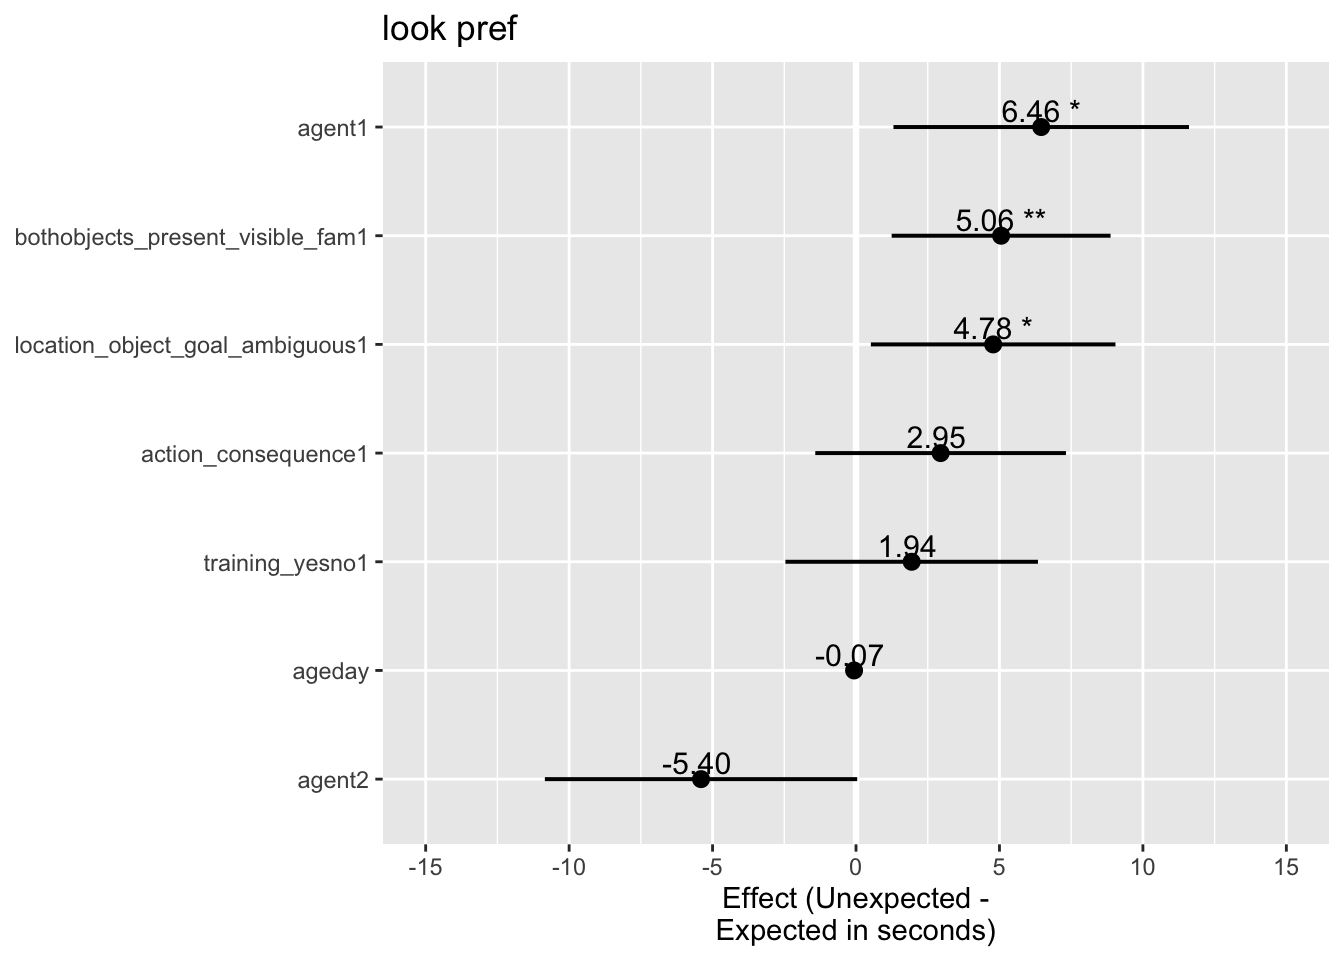 look pref
agent1
6.46 *
bothobjects_present_visible_fam1
5.06 **
location_object_goal_ambiguous1
4.78 *
action_consequence1
2.95
training_yesno1
1.94
ageday
-0.07
agent2
-5.40
-15 -10 -5 0 5 10 15
Effect (Unexpected -
Expected in seconds)